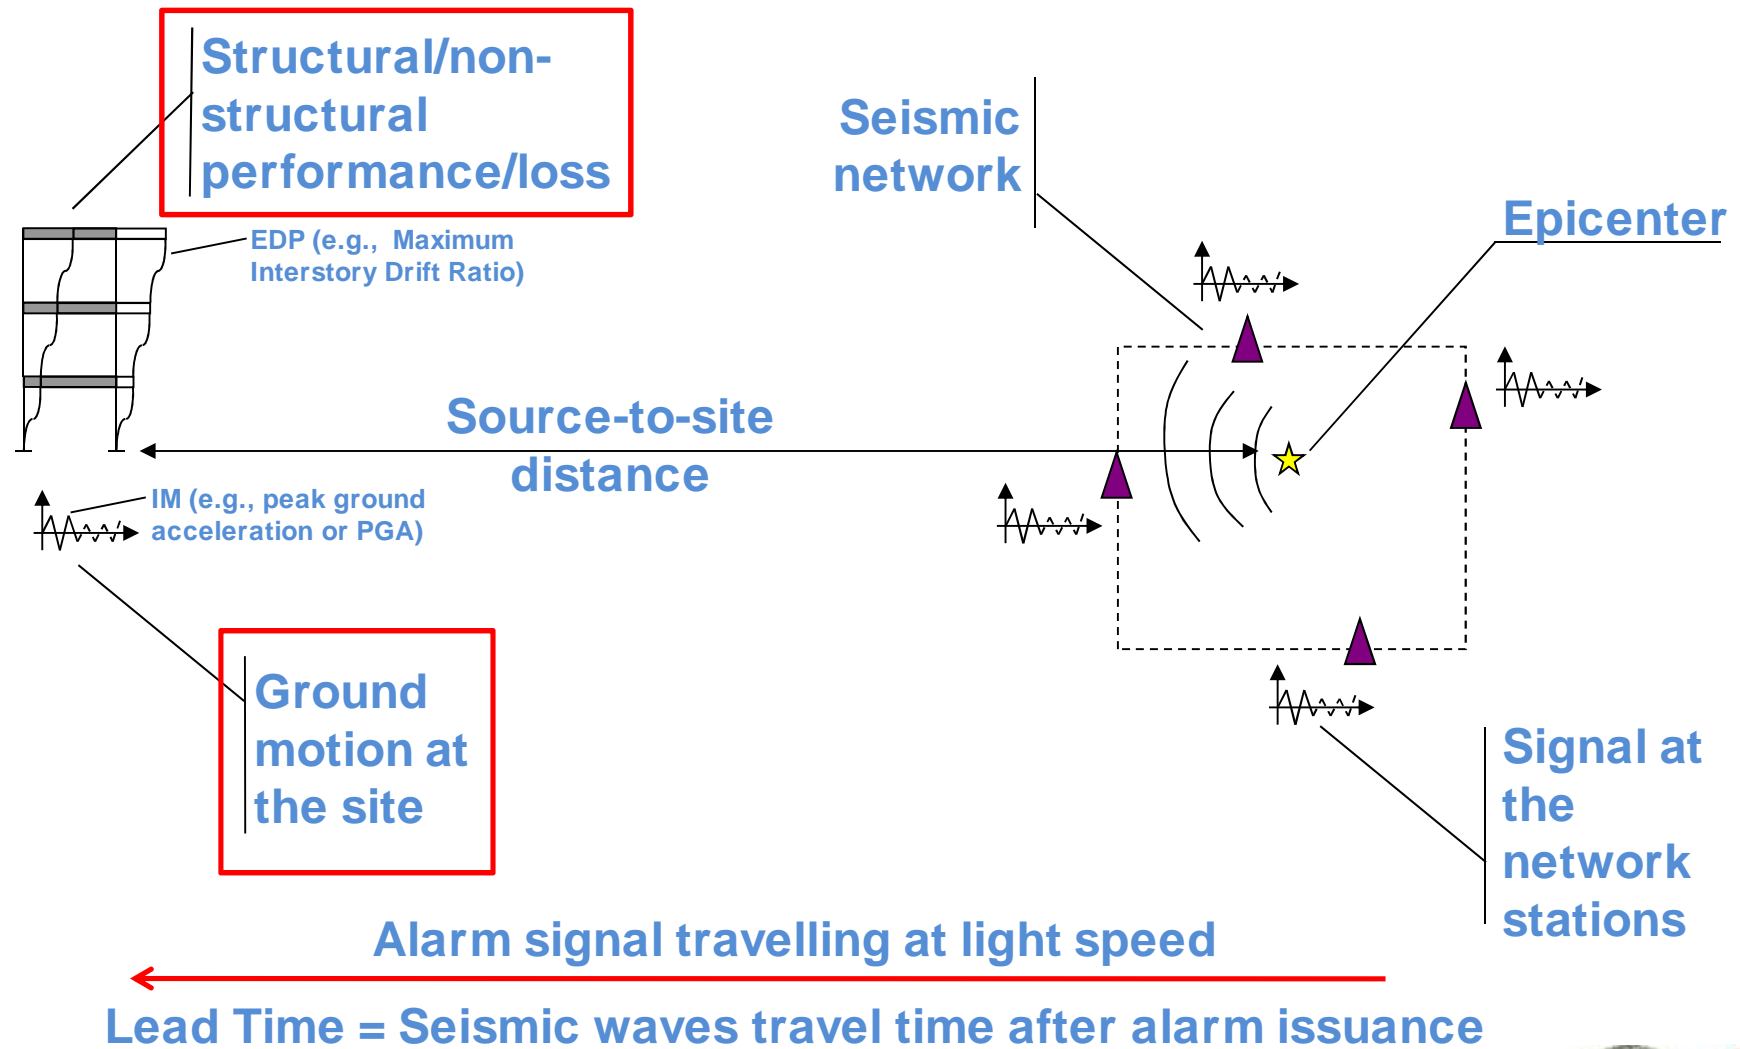 Structural/non-
structural
performance/loss
Seismic
network
Epicenter
EDP (e.g.,  Maximum
Interstory Drift Ratio)
Source-to-site
distance
IM (e.g., peak ground
acceleration or PGA)
Ground
motion at
the site
Signal at
the
network
stations
Alarm signal travelling at light speed
Lead Time = Seismic waves travel time after alarm issuance